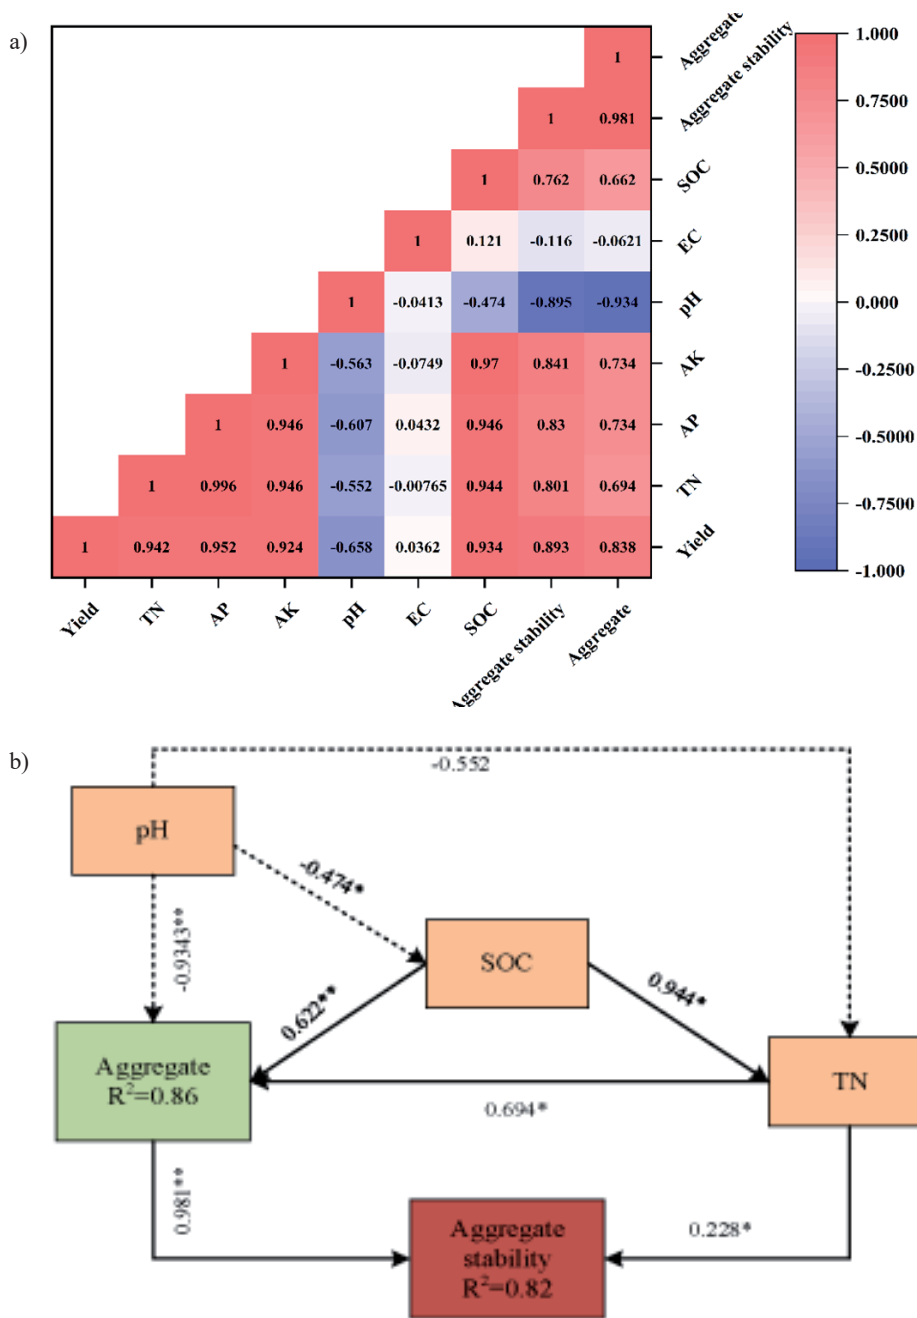 a)
Aggregate
1
Aggregate stability
1 0.981
SOC
1 0.762 0.662
EC
1 0.121 -0.116 -0.0621
pH
1 -0.0413 -0.474 -0.895 -0.934
AK
1 -0.563 -0.0749 0.97 0.841 0.734
AP
1 0.946 -0.607 0.0432 0.946 0.83 0.734
TN
1 0.996 0.946 -0.552 -0.00765 0.944 0.801 0.694
Yield
1 0.942 0.952 0.924 -0.658 0.0362 0.934 0.893 0.838
Yield TN AP AK pH EC SOC Aggregate stability Aggregate
1.000
0.7500
0.5000
0.2500
0.000
-0.2500
-0.5000
-0.7500
-1.000
b)
-0.552
pH
-0.474*
-0.9343**
SOC
0.622**
0.944*
Aggregate
R²=0.86
TN
0.694*
0.981**
Aggregate
stability
R²=0.82
0.228*